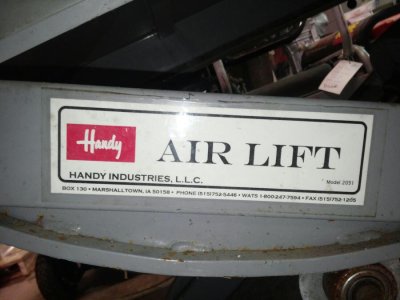 Handy
AIR LIFT
HANDY INDUSTRIES, L.L.C.
Model 2051
BOX 130 • MARSHALLTOWN, IA 50158 • PHONE (515)752-5446 • WATS 1-800-247-7594 • FAX (515)752-1205